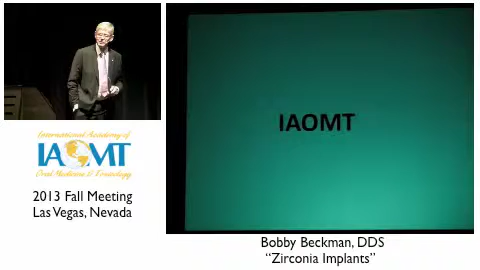 International Academy of
IAOMT
Oral Medicine & Toxicology
2013 Fall Meeting
Las Vegas, Nevada
IAOMT
Bobby Beckman, DDS
“Zirconia Implants”